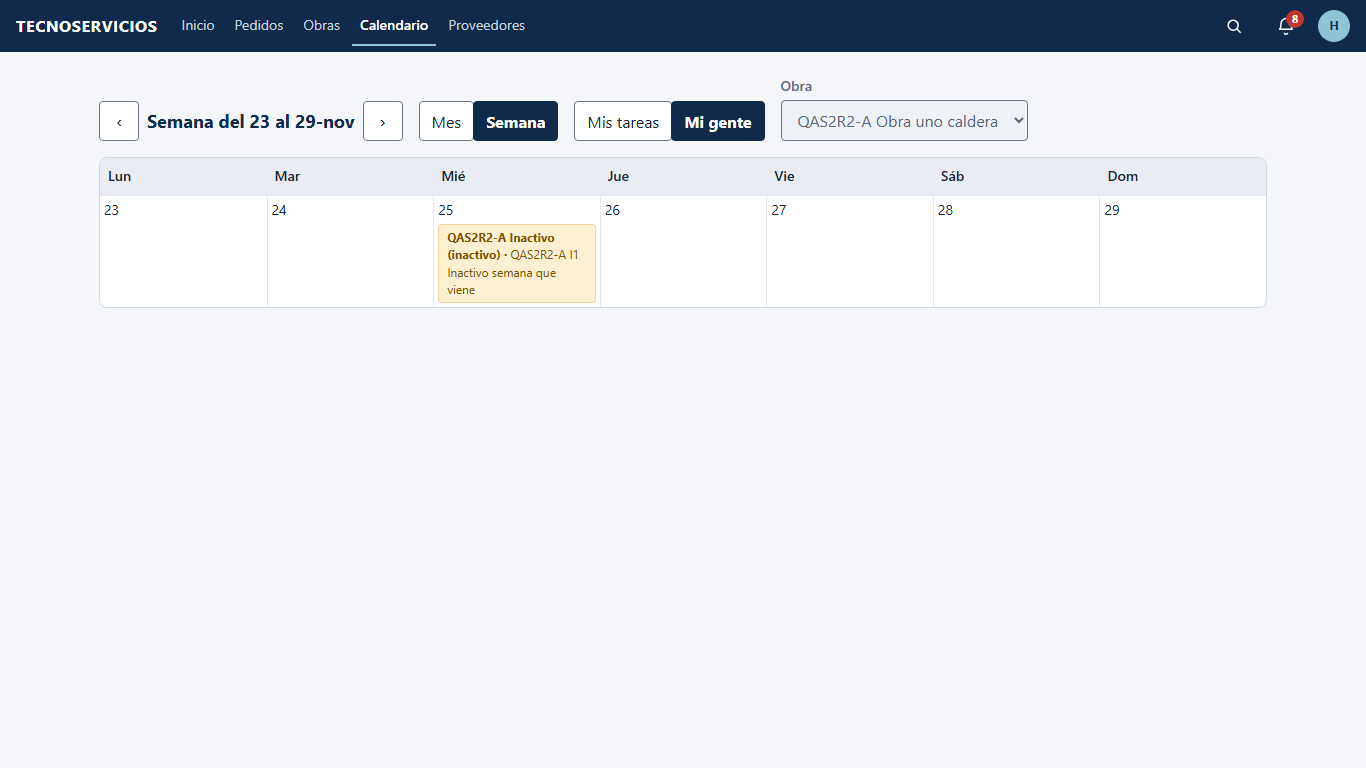 TECNOSERVICIOS Inicio Pedidos Obras Calendario Proveedores 8 H
Obra
‹ Semana del 23 al 29-nov › Mes Semana Mis tareas Mi gente QAS2R2-A Obra uno caldera
Lun Mar Mié Jue Vie Sáb Dom
23 24 25 26 27 28 29
QAS2R2-A Inactivo
(inactivo) · QAS2R2-A I1
Inactivo semana que
viene